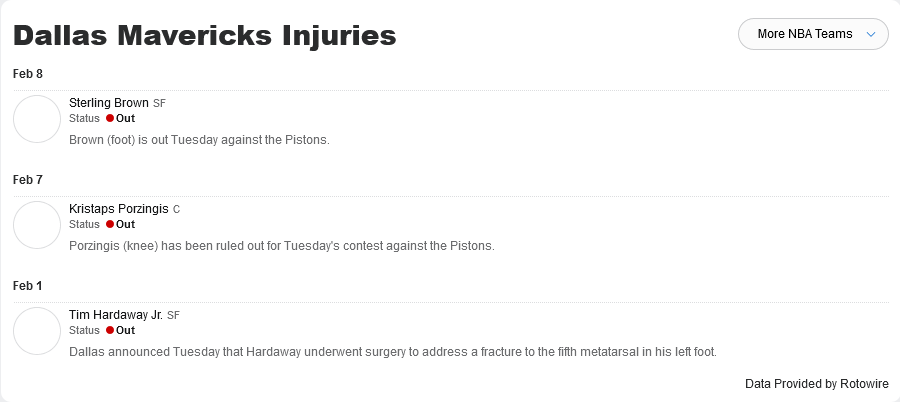 Dallas Mavericks Injuries
More NBA Teams
Feb 8
Sterling Brown SF
Status Out
Brown (foot) is out Tuesday against the Pistons.
Feb 7
Kristaps Porzingis C
Status Out
Porzingis (knee) has been ruled out for Tuesday's contest against the Pistons.
Feb 1
Tim Hardaway Jr. SF
Status Out
Dallas announced Tuesday that Hardaway underwent surgery to address a fracture to the fifth metatarsal in his left foot.
Data Provided by Rotowire